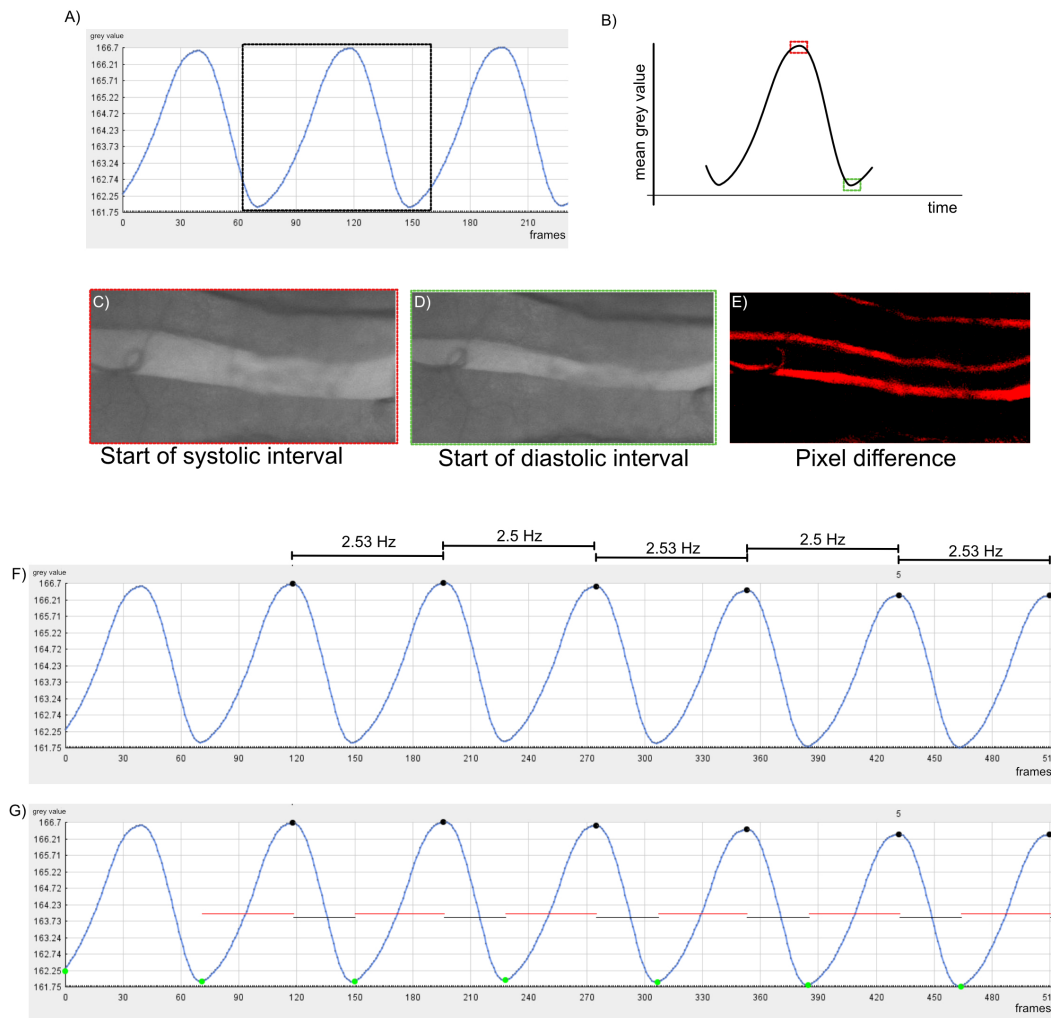 A)
grey value
166.7
166.21
165.71
165.22
164.72
164.23
163.73
163.24
162.74
162.25
161.75
0 30 60 90 120 150 180 210
frames
B)
mean grey value
time
C)
Start of systolic interval
D)
Start of diastolic interval
E)
Pixel difference
2.53 Hz 2.5 Hz 2.53 Hz 2.5 Hz 2.53 Hz
F)
grey value
5
166.7
166.21
165.71
165.22
164.72
164.23
163.73
163.24
162.74
162.25
161.75
0 30 60 90 120 150 180 210 240 270 300 330 360 390 420 450 480 51
frames
G)
grey value
5
166.7
166.21
165.71
165.22
164.72
164.23
163.73
163.24
162.74
162.25
161.75
0 30 60 90 120 150 180 210 240 270 300 330 360 390 420 450 480 51
frames